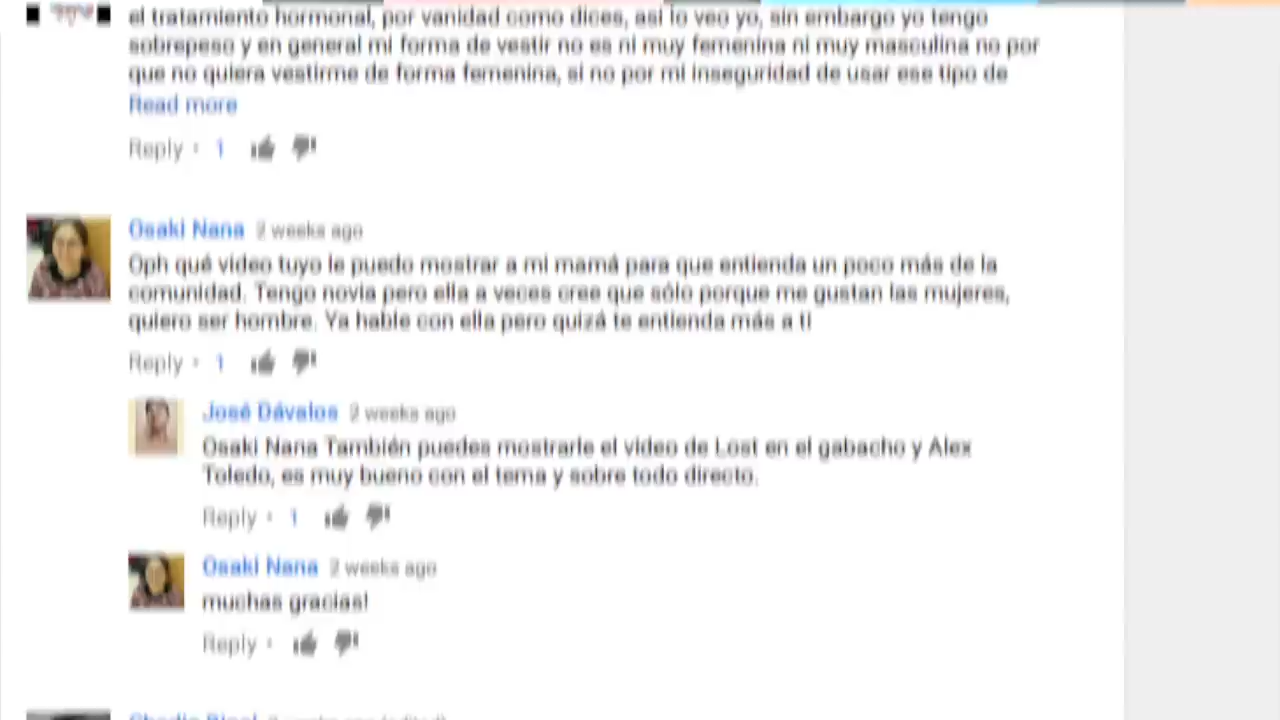 el tratamiento hormonal, por vanidad como dices, asi lo veo yo, sin embargo yo tengo
sobrepeso y en general mi forma de vestir no es ni muy femenina ni muy masculina no por
que no quiera vestirme de forma femenina, si no por mi inseguridad de usar ese tipo de
Read more
Reply • 1
Osaki Nana 2 weeks ago
Oph qué video tuyo le puedo mostrar a mi mamá para que entienda un poco más de la
comunidad. Tengo novia pero ella a veces cree que sólo porque me gustan las mujeres,
quiero ser hombre. Ya hable con ella pero quizá te entienda más a ti
Reply • 1
José Dávalos 2 weeks ago
Osaki Nana También puedes mostrarle el video de Lost en el gabacho y Alex
Toledo, es muy bueno con el tema y sobre todo directo.
Reply • 1
Osaki Nana 2 weeks ago
muchas gracias!
Reply •